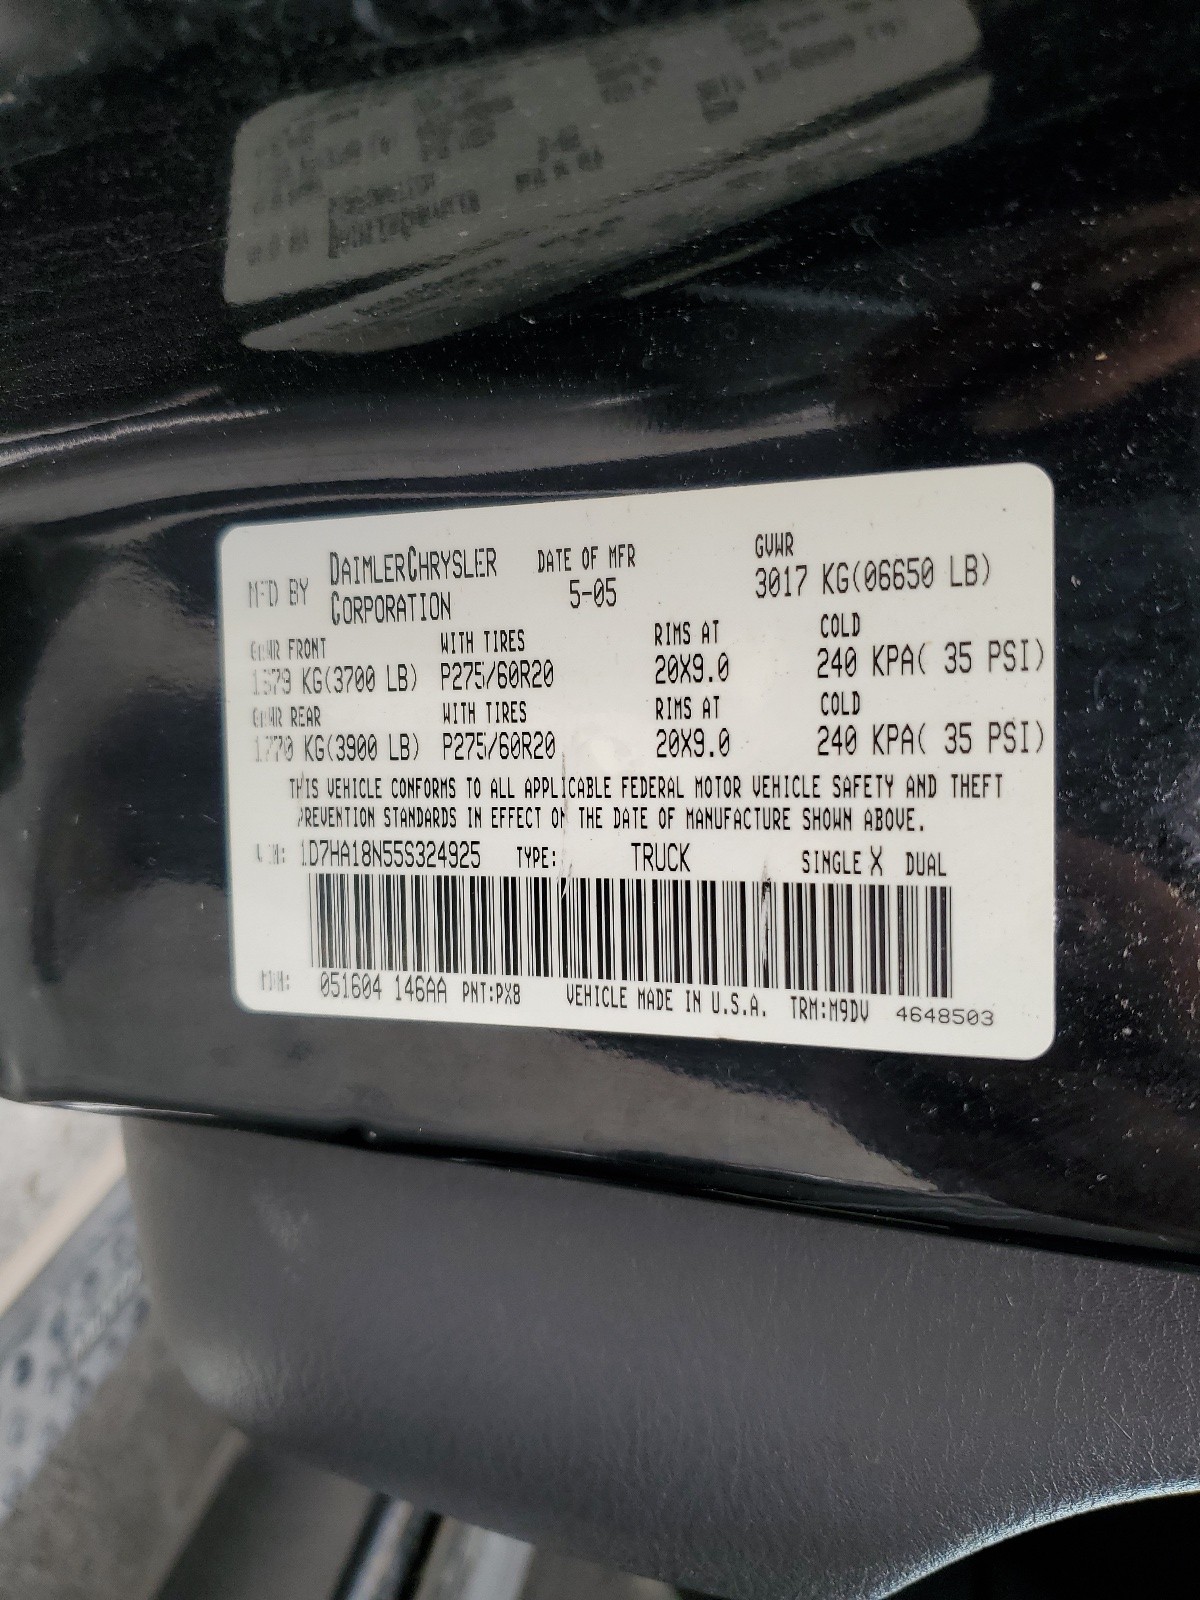 MFD BY DAIMLERCHRYSLER CORPORATION DATE OF MFR 5-05 GVWR 3017 KG(06650 LB)
GAWR FRONT WITH TIRES RIMS AT COLD
1679 KG(3700 LB) P275/60R20 20X9.0 240 KPA( 35 PSI)
GAWR REAR WITH TIRES RIMS AT COLD
1770 KG(3900 LB) P275/60R20 20X9.0 240 KPA( 35 PSI)
THIS VEHICLE CONFORMS TO ALL APPLICABLE FEDERAL MOTOR VEHICLE SAFETY AND THEFT
PREVENTION STANDARDS IN EFFECT ON THE DATE OF MANUFACTURE SHOWN ABOVE.
VIN: 1D7HA18N55S324925 TYPE: TRUCK SINGLE X DUAL
MDH: 051604 146AA PNT:PX8 VEHICLE MADE IN U.S.A. TRM:M9DV 4648503